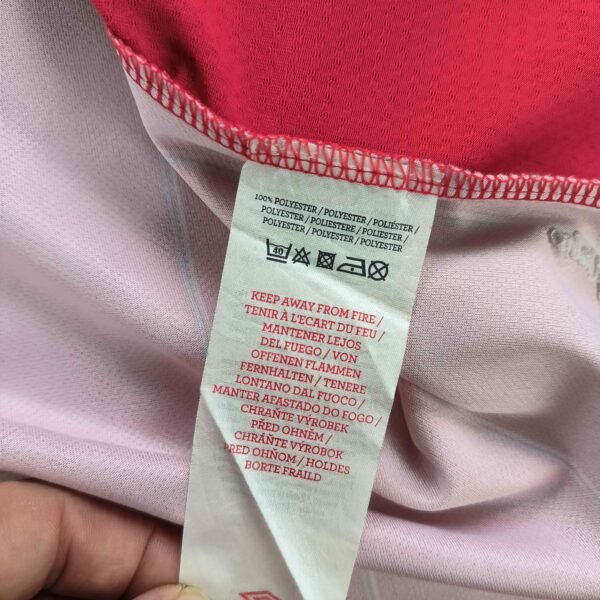 100% POLYESTER / POLYESTER / POLIÉSTER /
POLYESTER / POLIESTERE / POLIESTER /
POLYESTER / POLYESTER / POLYESTER
40
KEEP AWAY FROM FIRE /
TENIR À L'ECART DU FEU /
MANTENER LEJOS
DEL FUEGO / VON
OFFENEN FLAMMEN
FERNHALTEN / TENERE
LONTANO DAL FUOCO /
MANTER AFASTADO DO FOGO /
CHRAŇTE VÝROBEK
PŘED OHNĚM /
CHRÁŇTE VÝROBOK
PRED OHŇOM / HOLDES
BORTE FRAILD